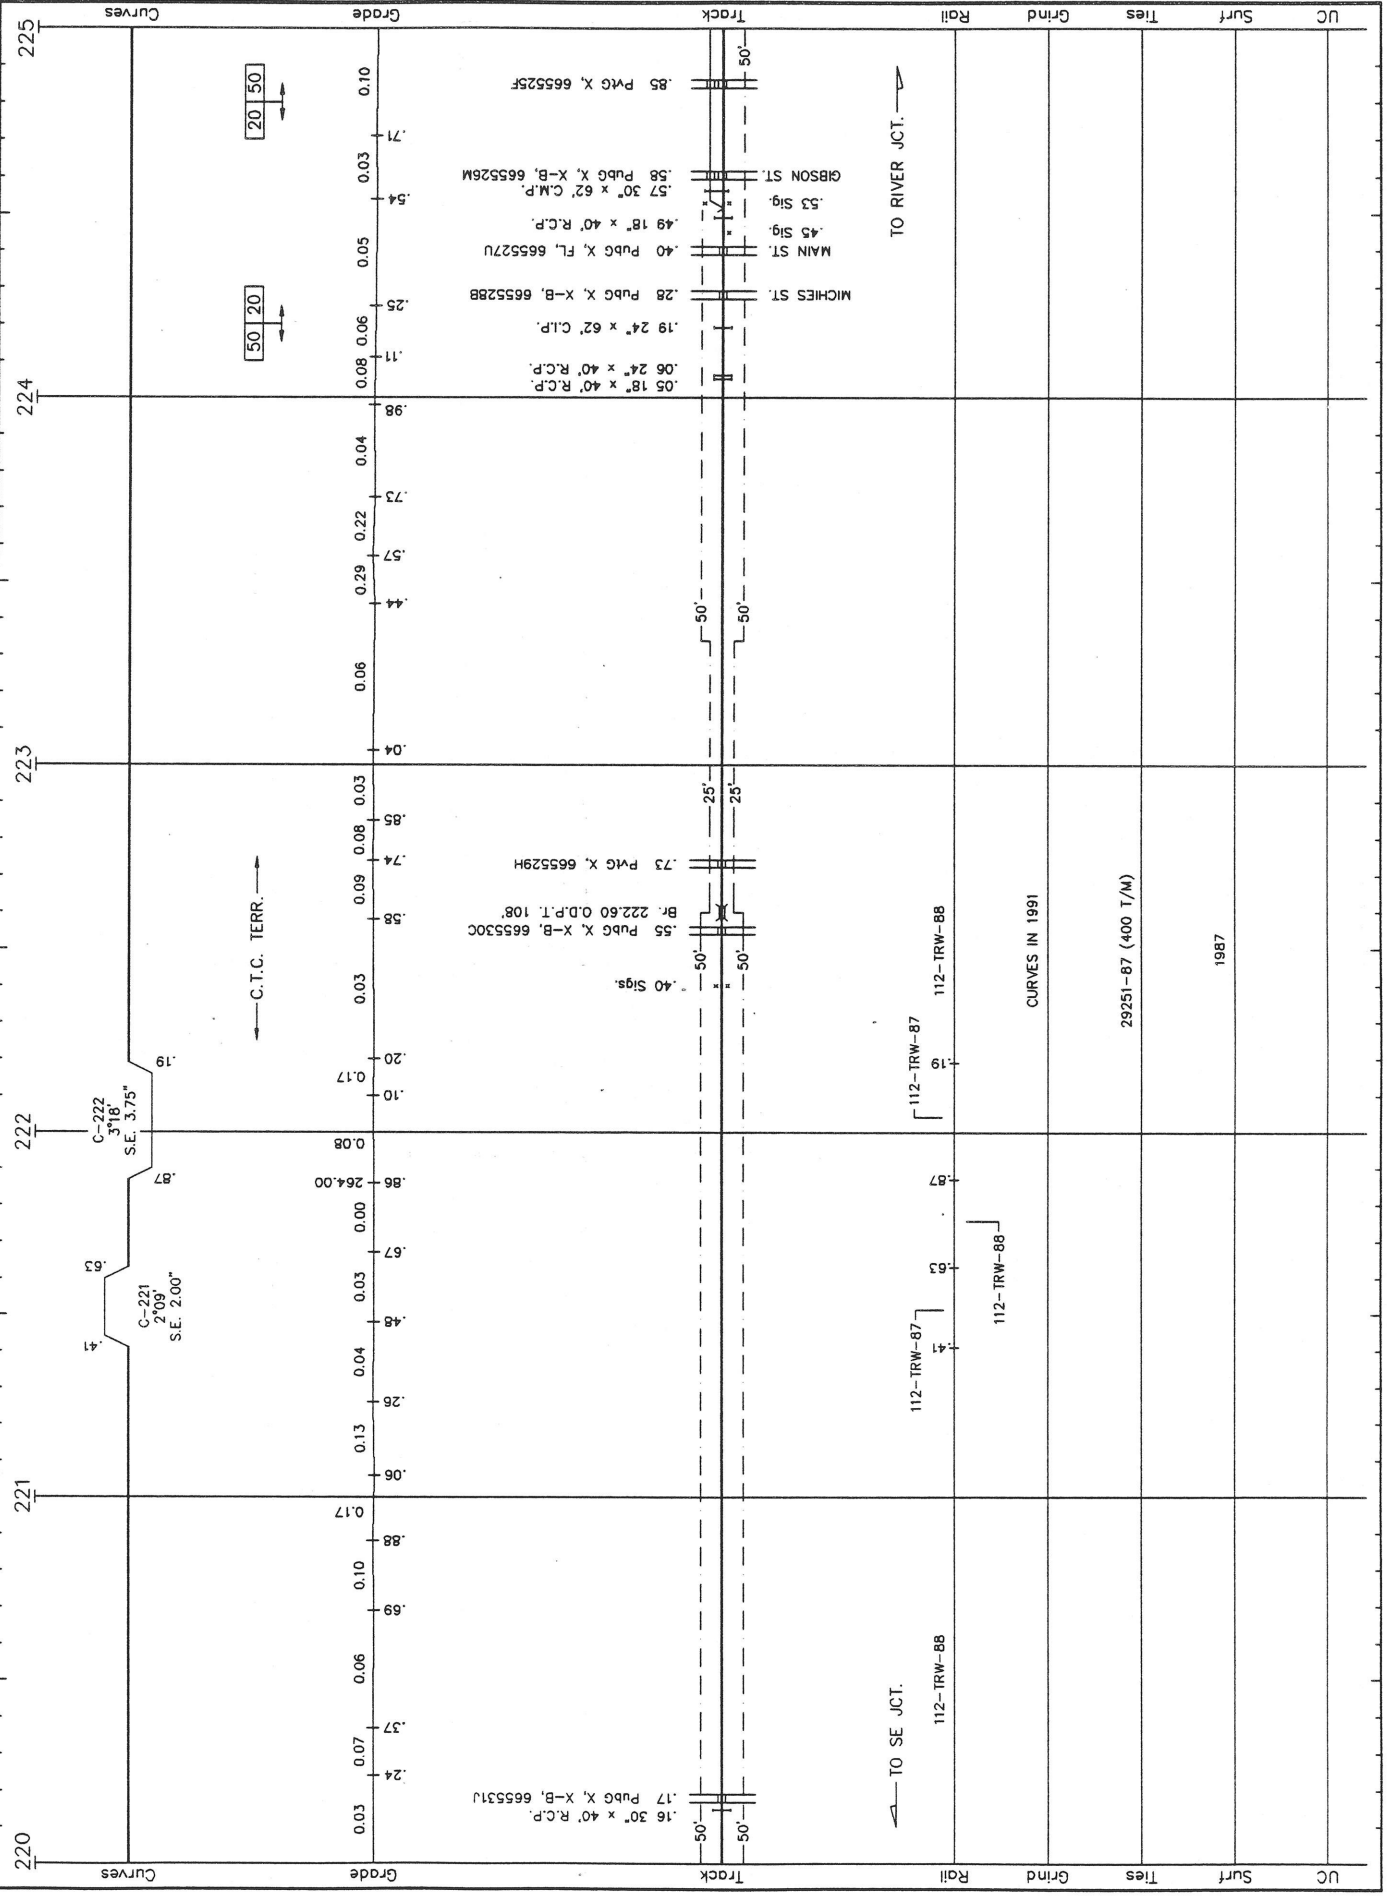 220
221
222
223
224
225
Curves
Curves
.41
C-221
2°09'
S.E. 2.00"
.63
.87
C-222
3°18'
S.E. 3.75"
.19
C.T.C. TERR.
50 20
20 50
Grade
0.03
.24
0.07
.37
0.06
.69
0.10
.88
0.17
.06
0.13
.26
0.04
.48
0.03
.67
0.00
.86
264.00
0.08
.10
0.17
.20
0.03
.58
0.09
.74
0.08
.85
0.03
.04
0.06
.44
0.29
.57
0.22
.73
0.04
.98
0.08
.11
0.06
.25
0.05
.54
0.03
.71
0.10
Grade
.16 30" x 40' R.C.P.
.17 PubG X, X-B, 665531J
.40 Sigs.
.55 PubG X, X-B, 665530C
Br. 222.60 O.D.P.T. 108'
.73 PvtG X, 665529H
.05 18" x 40' R.C.P.
.06 24" x 40' R.C.P.
.19 24" x 62' C.I.P.
.28 PubG X, X-B, 665528B
.40 PubG X, FL, 665527U
.49 18" x 40' R.C.P.
.57 30" x 62' C.M.P.
.58 PubG X, X-B, 665526M
.85 PvtG X, 665525F
Track
50'
50'
50'
50'
25'
25'
50'
50'
50'
Track
MICHIES ST.
MAIN ST.
.45 Sig.
.53 Sig.
GIBSON ST.
TO SE JCT.
TO RIVER JCT.
Rail
112-TRW-88
112-TRW-87
.41
.63
112-TRW-88
.87
112-TRW-87
.19
112-TRW-88
Rail
Grind
CURVES IN 1991
Grind
Ties
29251-87 (400 T/M)
Ties
Surf
1987
Surf
UC
UC